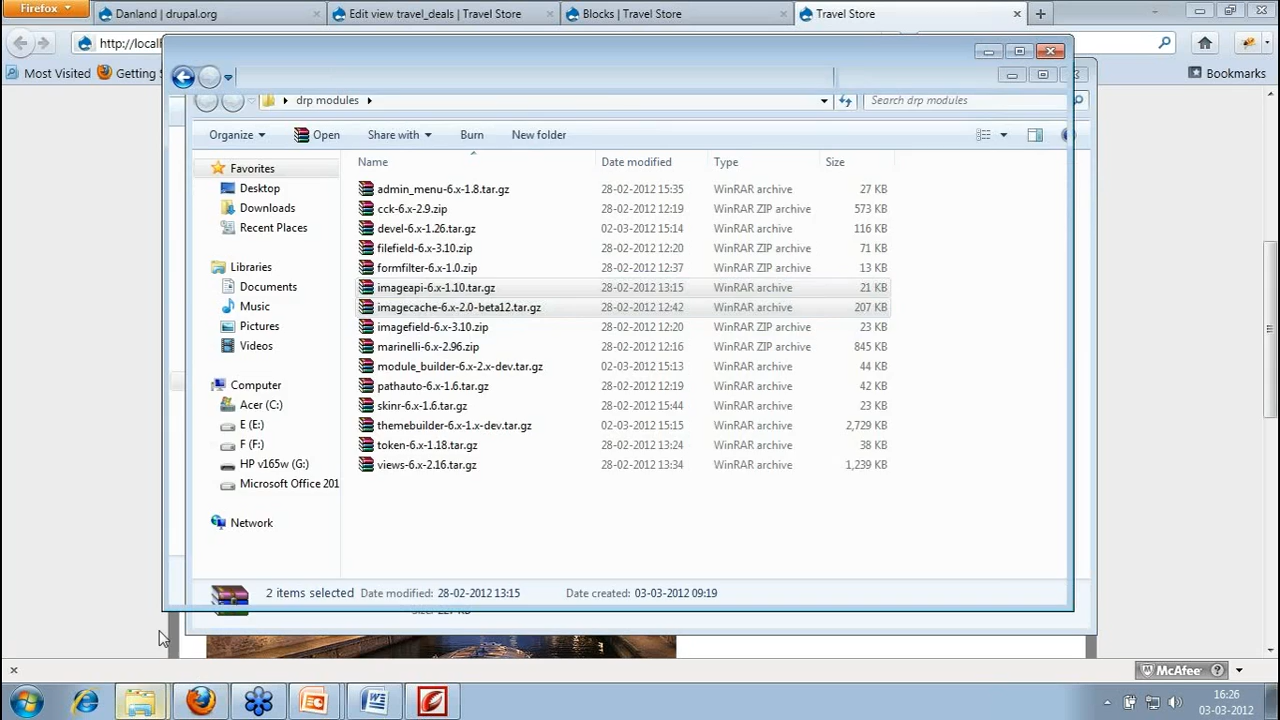 Firefox
Danland | drupal.org
Edit view travel_deals | Travel Store
Blocks | Travel Store
Travel Store
http://local
Most Visited
Getting S
Bookmarks
drp modules
Search drp modules
Organize
Open
Share with
Burn
New folder
Name
Date modified
Type
Size
Favorites
Desktop
Downloads
Recent Places
Libraries
Documents
Music
Pictures
Videos
Computer
Acer (C:)
E (E:)
F (F:)
HP v165w (G:)
Microsoft Office 201
Network
admin_menu-6.x-1.8.tar.gz 28-02-2012 15:35 WinRAR archive 27 KB
cck-6.x-2.9.zip 28-02-2012 12:19 WinRAR ZIP archive 573 KB
devel-6.x-1.26.tar.gz 02-03-2012 15:14 WinRAR archive 116 KB
filefield-6.x-3.10.zip 28-02-2012 12:20 WinRAR ZIP archive 71 KB
formfilter-6.x-1.0.zip 28-02-2012 12:37 WinRAR ZIP archive 13 KB
imageapi-6.x-1.10.tar.gz 28-02-2012 13:15 WinRAR archive 21 KB
imagecache-6.x-2.0-beta12.tar.gz 28-02-2012 12:42 WinRAR archive 207 KB
imagefield-6.x-3.10.zip 28-02-2012 12:20 WinRAR ZIP archive 23 KB
marinelli-6.x-2.96.zip 28-02-2012 12:16 WinRAR ZIP archive 845 KB
module_builder-6.x-2.x-dev.tar.gz 02-03-2012 15:13 WinRAR archive 44 KB
pathauto-6.x-1.6.tar.gz 28-02-2012 12:19 WinRAR archive 42 KB
skinr-6.x-1.6.tar.gz 28-02-2012 15:44 WinRAR archive 23 KB
themebuilder-6.x-1.x-dev.tar.gz 02-03-2012 15:15 WinRAR archive 2,729 KB
token-6.x-1.18.tar.gz 28-02-2012 13:24 WinRAR archive 38 KB
views-6.x-2.16.tar.gz 28-02-2012 13:34 WinRAR archive 1,239 KB
2 items selected Date modified: 28-02-2012 13:15 Date created: 03-03-2012 09:19
McAfee
16:26
03-03-2012